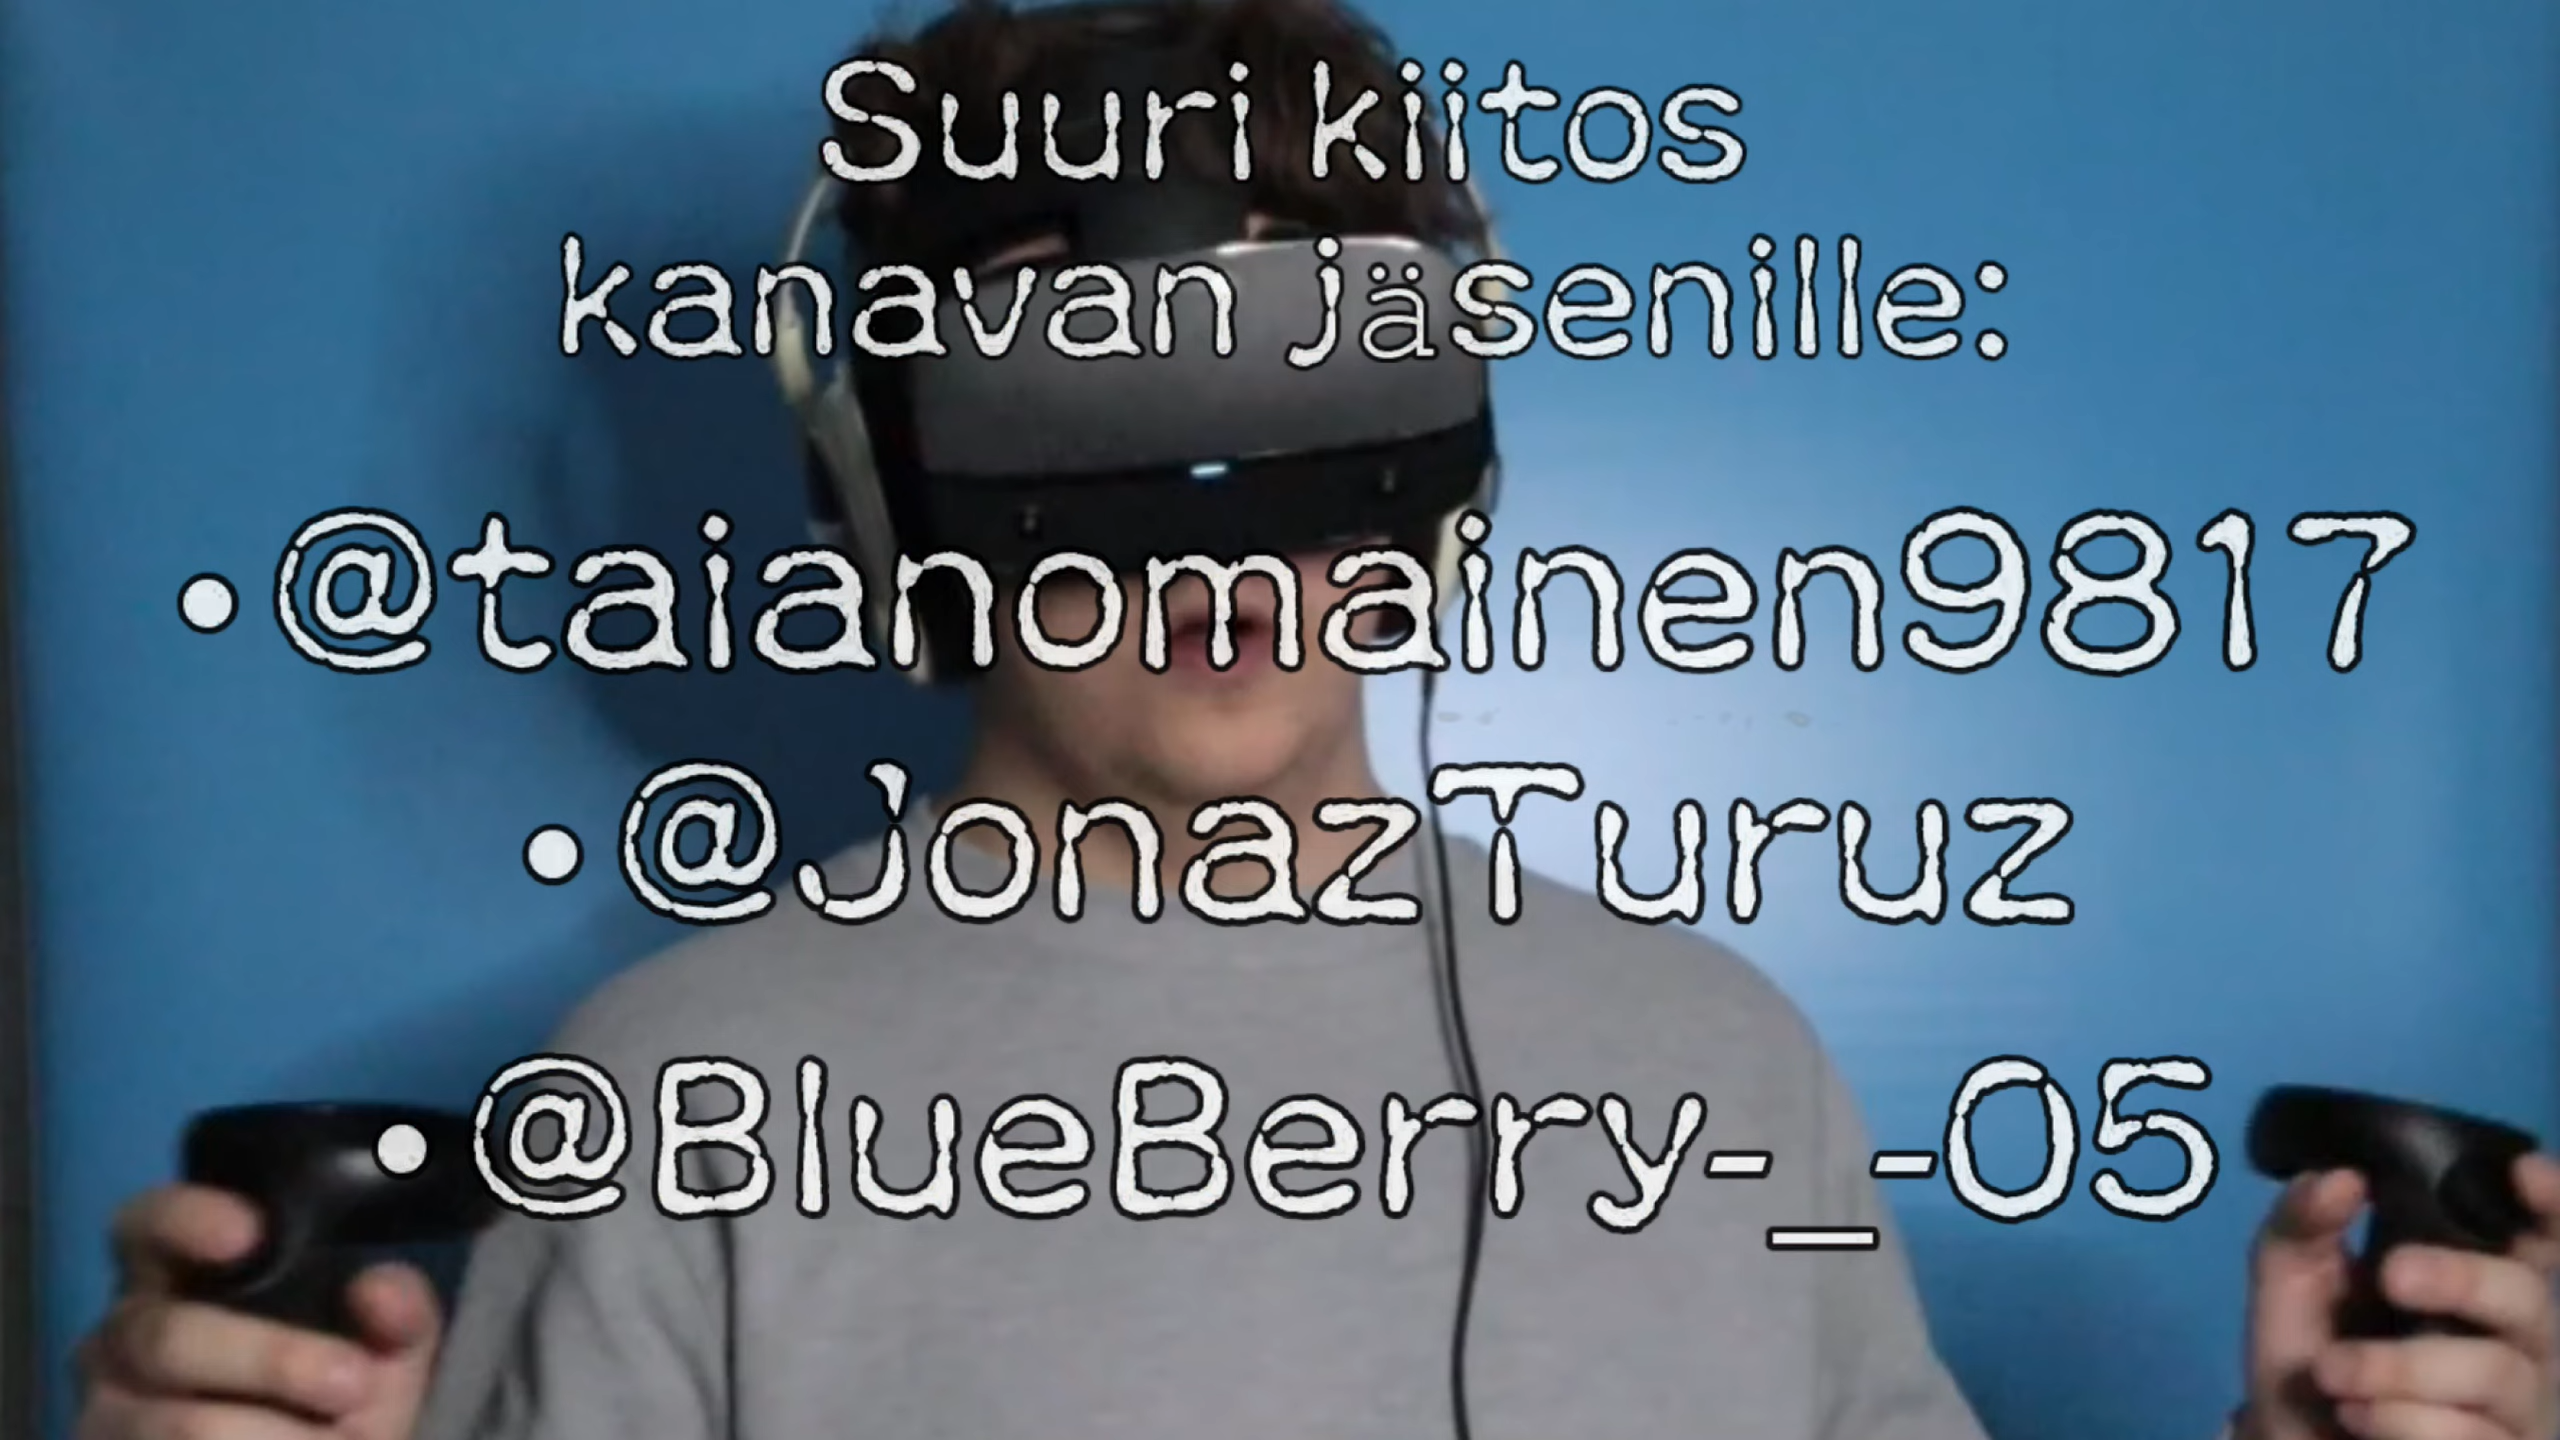 Suuri kiitos
kanavan jäsenille:
•@taianomainen9817
•@JonazTuruz
•@BlueBerry-_-05